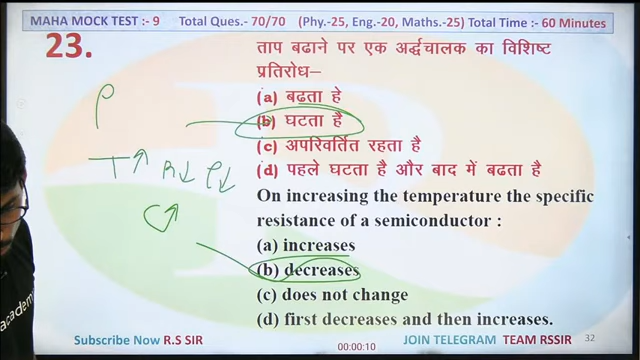 MAHA MOCK TEST :- 9 Total Ques.- 70/70 (Phy.-25, Eng.-20, Maths.-25) Total Time :- 60 Minutes
23.
ताप बढाने पर एक अर्द्धचालक का विशिष्ट
प्रतिरोध–
(a) बढता हे
(b) घटता है
(c) अपरिवर्तित रहता है
(d) पहले घटता है और बाद में बढता है
ρ
T↑ R↓ ρ↓
C↑
On increasing the temperature the specific
resistance of a semiconductor :
(a) increases
(b) decreases
(c) does not change
(d) first decreases and then increases.
academi
Subscribe Now R.S SIR
00:00:10
JOIN TELEGRAM TEAM RSSIR
32